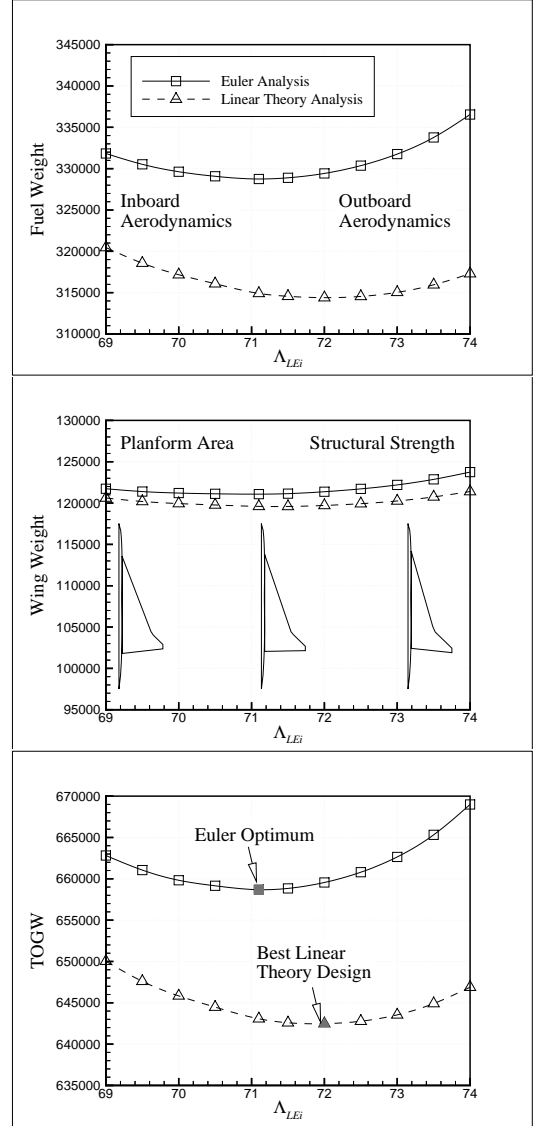 345000
340000
335000
330000
325000
320000
315000
310000
Fuel Weight
Euler Analysis
Linear Theory Analysis
Inboard
Aerodynamics
Outboard
Aerodynamics
69 70 71 72 73 74
Λ_LEi
130000
125000
120000
115000
110000
105000
100000
95000
Wing Weight
Planform Area
Structural Strength
69 70 71 72 73 74
Λ_LEi
670000
665000
660000
655000
650000
645000
640000
635000
TOGW
Euler Optimum
Best Linear
Theory Design
69 70 71 72 73 74
Λ_LEi